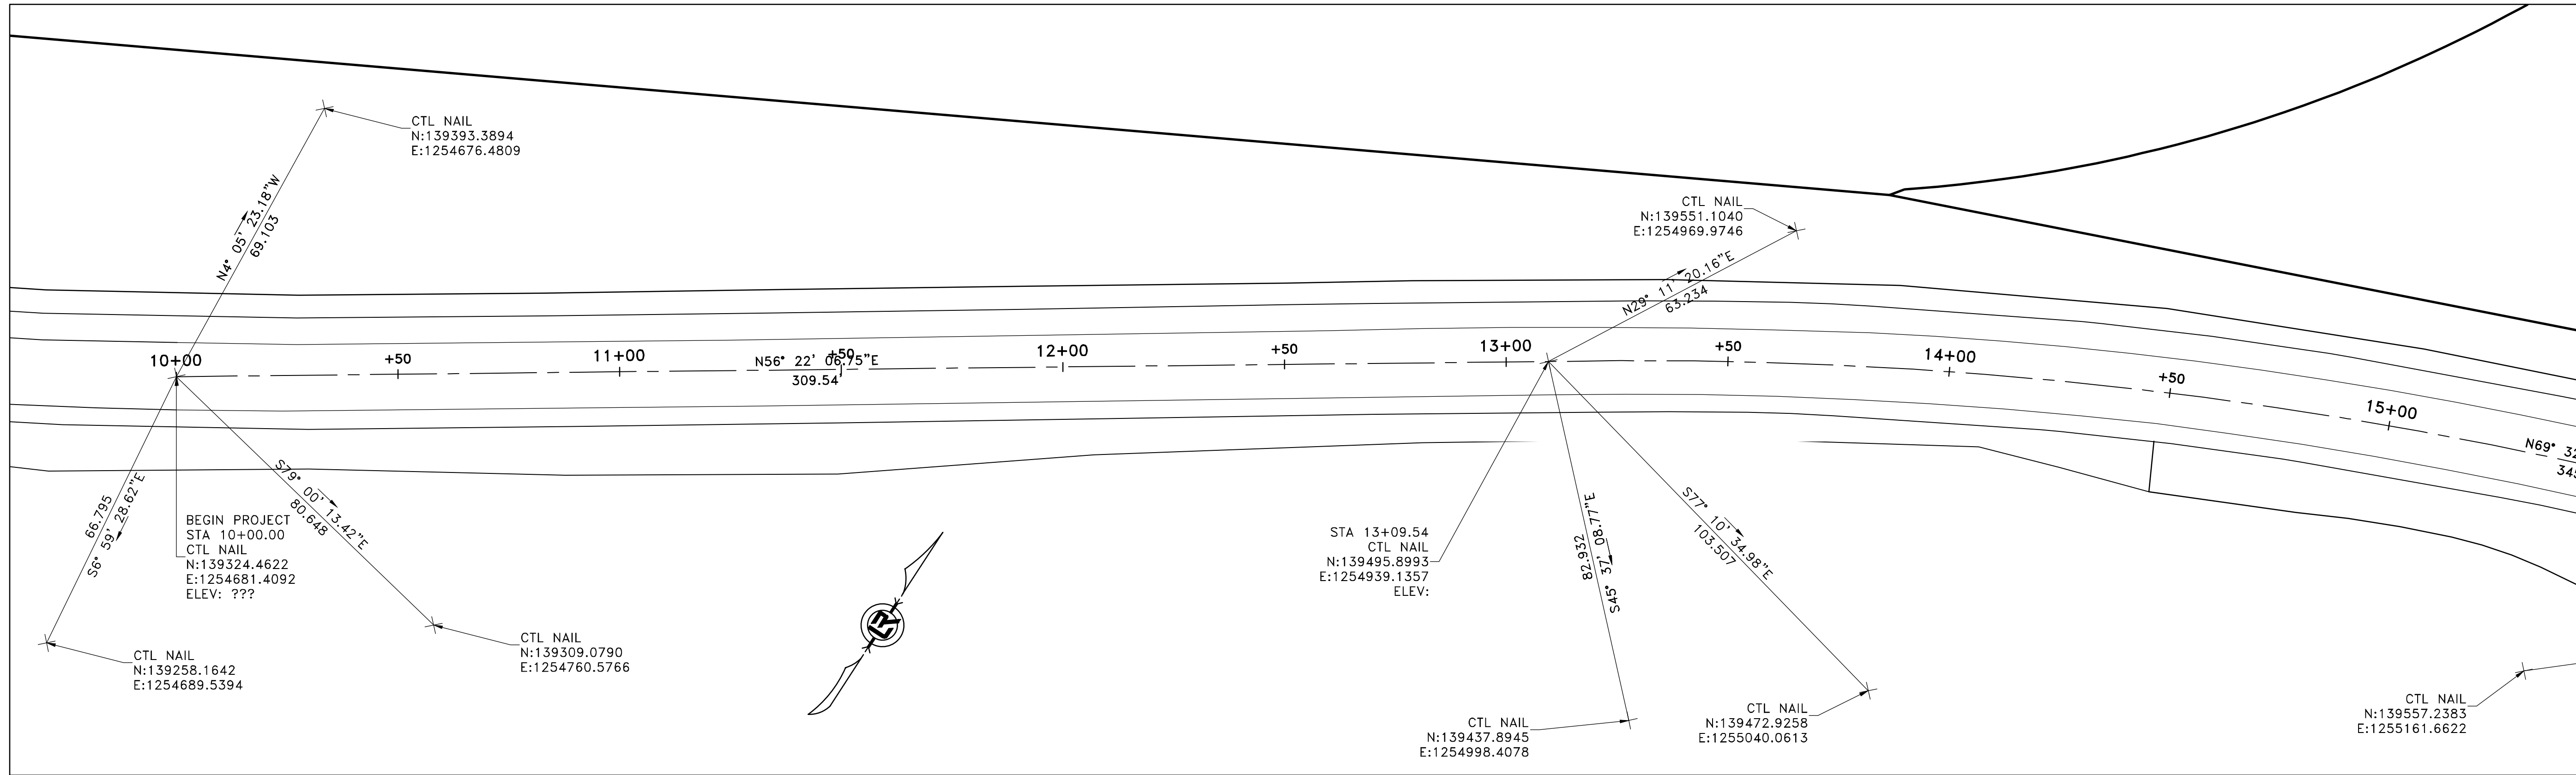 CTL NAIL
N:139393.3894
E:1254676.4809
N4° 05' 23.18"W
69.103
CTL NAIL
N:139551.1040
E:1254969.9746
N29° 11' 20.16"E
63.234
10+00
+50
11+00
+50
N56° 22' 06.75"E
309.54'
12+00
+50
13+00
+50
14+00
+50
15+00
N69° 32
345
66.795
S6° 59' 28.62"E
S79° 00' 13.42"E
80.648
BEGIN PROJECT
STA 10+00.00
CTL NAIL
N:139324.4622
E:1254681.4092
ELEV: ???
STA 13+09.54
CTL NAIL
N:139495.8993
E:1254939.1357
ELEV:
82.932
S45° 37' 08.77"E
S77° 10' 34.98"E
103.507
CTL NAIL
N:139258.1642
E:1254689.5394
CTL NAIL
N:139309.0790
E:1254760.5766
LR
CTL NAIL
N:139437.8945
E:1254998.4078
CTL NAIL
N:139472.9258
E:1255040.0613
CTL NAIL
N:139557.2383
E:1255161.6622